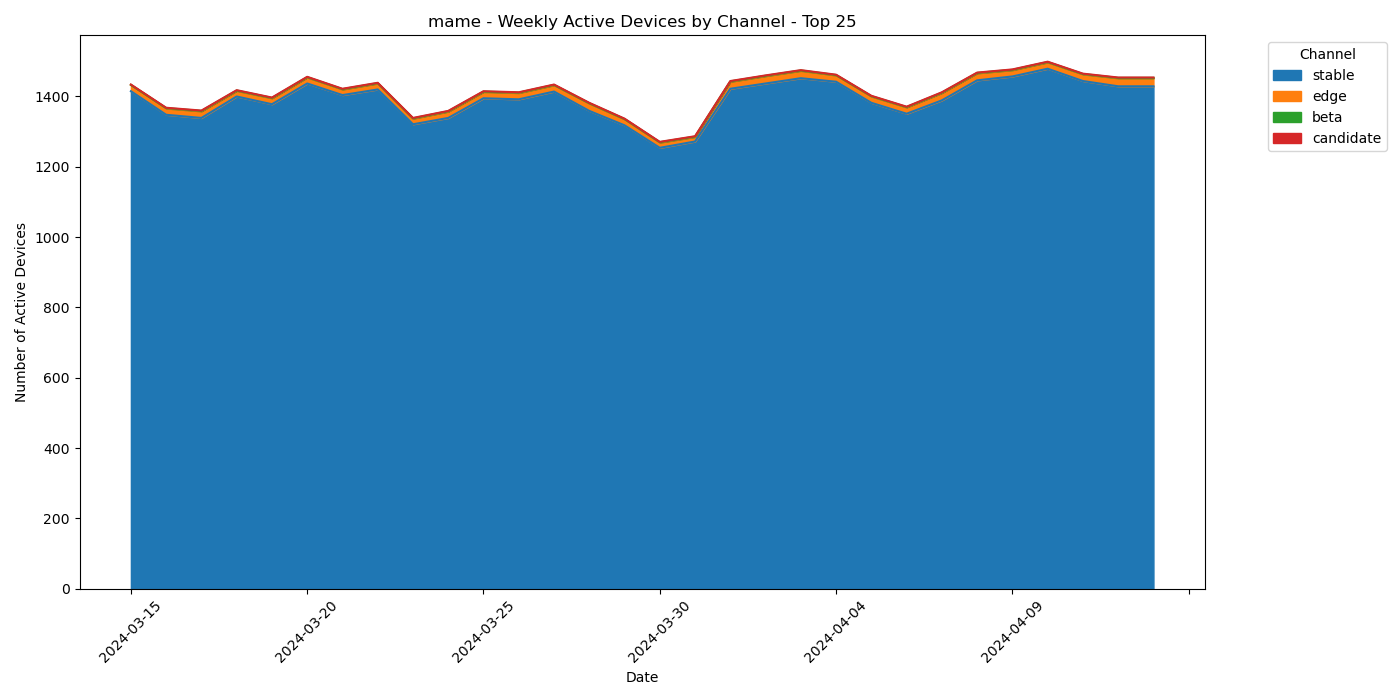 mame - Weekly Active Devices by Channel - Top 25
Channel
stable
edge
beta
candidate
Number of Active Devices
1400
1200
1000
800
600
400
200
0
2024-03-15
2024-03-20
2024-03-25
2024-03-30
2024-04-04
2024-04-09
Date